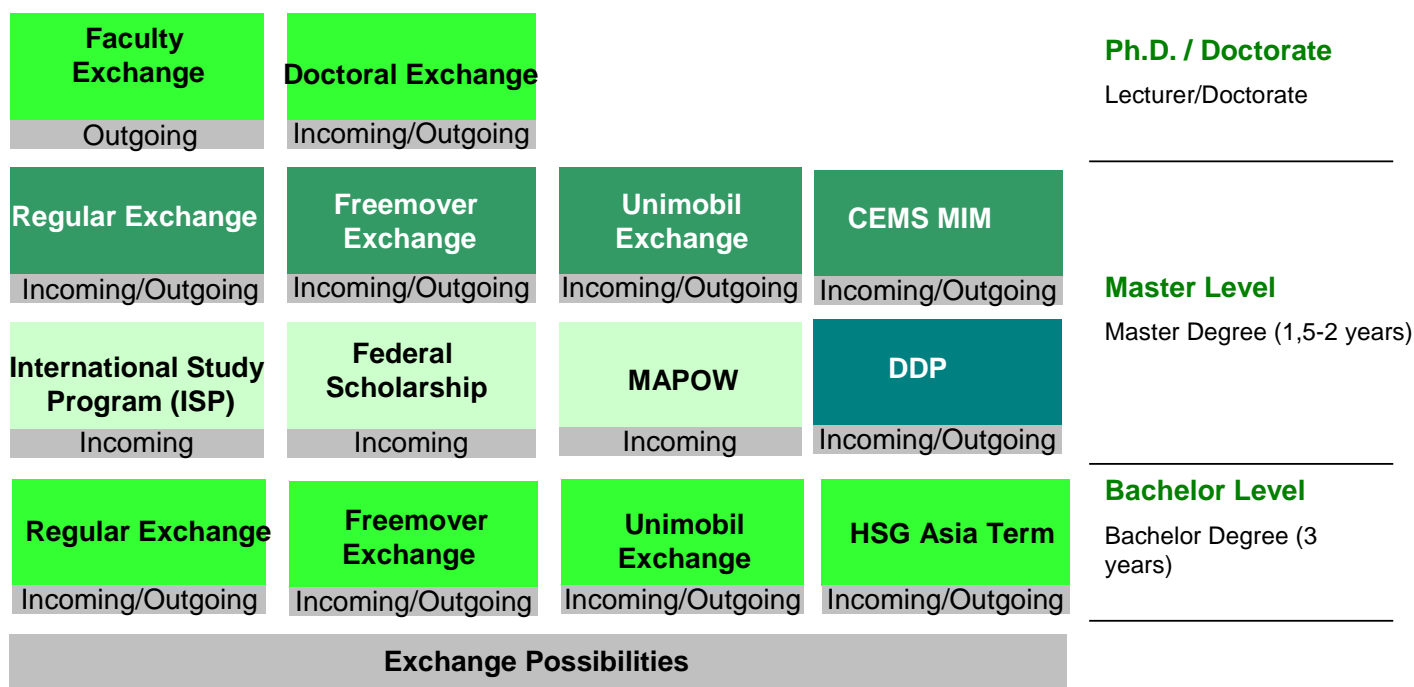 Faculty
Exchange
Outgoing
Doctoral Exchange
Incoming/Outgoing
Ph.D. / Doctorate
Lecturer/Doctorate
Regular Exchange
Incoming/Outgoing
Freemover
Exchange
Incoming/Outgoing
Unimobil
Exchange
Incoming/Outgoing
CEMS MIM
Incoming/Outgoing
International Study
Program (ISP)
Incoming
Federal
Scholarship
Incoming
MAPOW
Incoming
DDP
Incoming/Outgoing
Master Level
Master Degree (1,5-2 years)
Regular Exchange
Incoming/Outgoing
Freemover
Exchange
Incoming/Outgoing
Unimobil
Exchange
Incoming/Outgoing
HSG Asia Term
Incoming/Outgoing
Bachelor Level
Bachelor Degree (3
years)
Exchange Possibilities